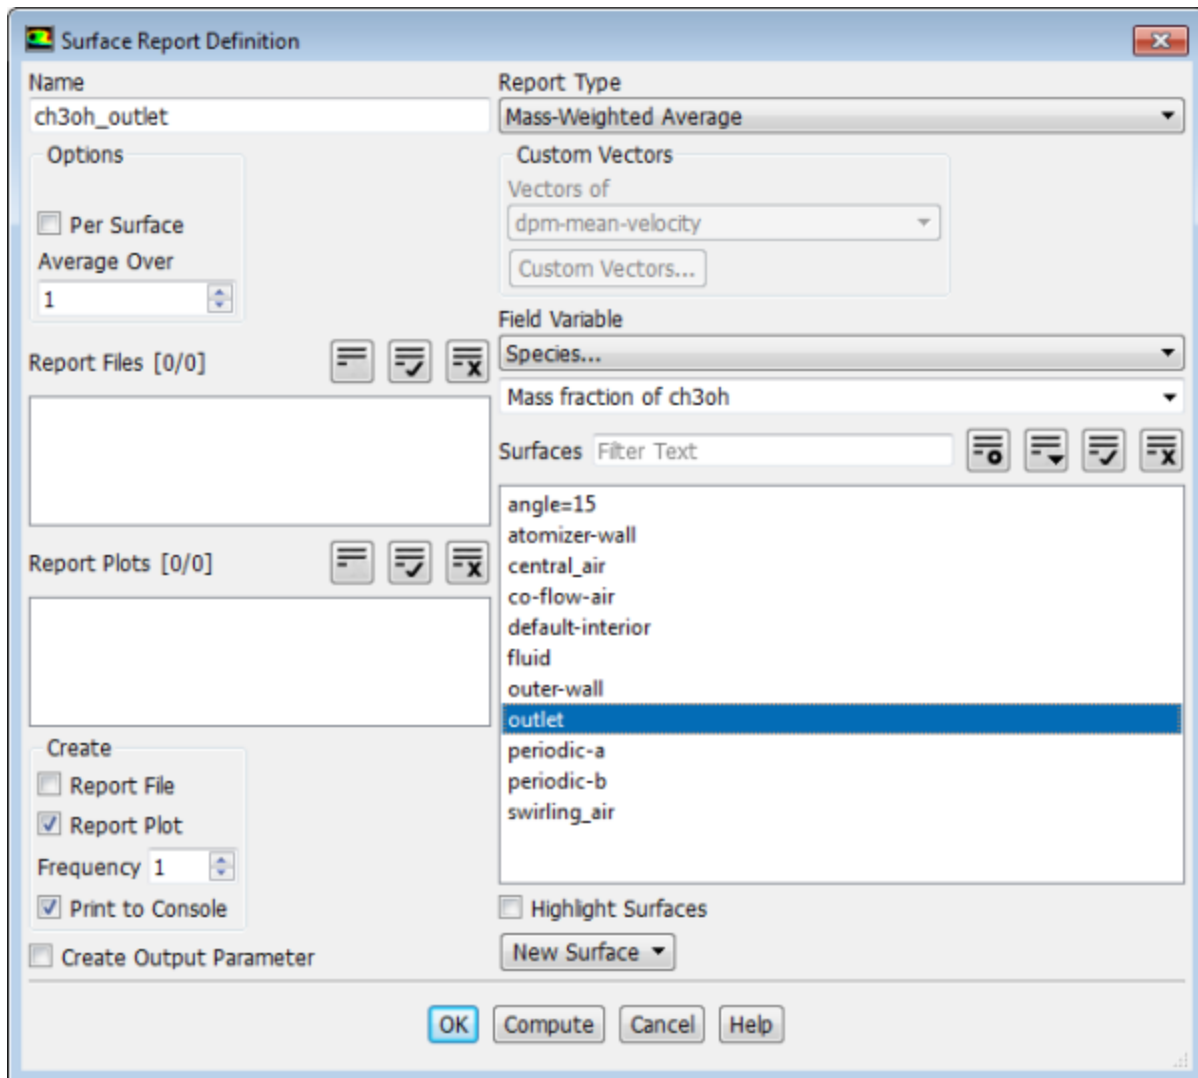 Surface Report Definition
Name
ch3oh_outlet
Options
Per Surface
Average Over
1
Report Files [0/0]
Report Plots [0/0]
Create
Report File
Report Plot
Frequency 1
Print to Console
Create Output Parameter
Report Type
Mass-Weighted Average
Custom Vectors
Vectors of
dpm-mean-velocity
Custom Vectors...
Field Variable
Species...
Mass fraction of ch3oh
Surfaces Filter Text
angle=15
atomizer-wall
central_air
co-flow-air
default-interior
fluid
outer-wall
outlet
periodic-a
periodic-b
swirling_air
Highlight Surfaces
New Surface
OK Compute Cancel Help